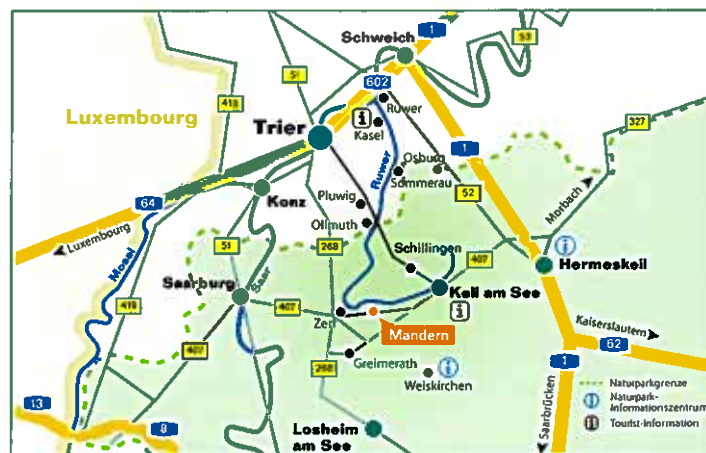 1
53
Schweich
51
602
419
Ruwer
Luxembourg
Trier
Kasel
327
Ruwer
Osburg
Sommerau
1
52
64
Konz
Pluwig
Morbach
Luxembourg
Ollmuth
Mosel
51
268
Schillingen
407
Saar
Hermeskeil
Saarburg
Kell am See
419
407
Zerf
Mandern
Kaiserslautern
407
62
Greimerath
1
268
Weiskirchen
Saarbrücken
Naturparkgrenze
Naturpark-
Informationszentrum
Tourist-Information
13
8
Losheim
am See